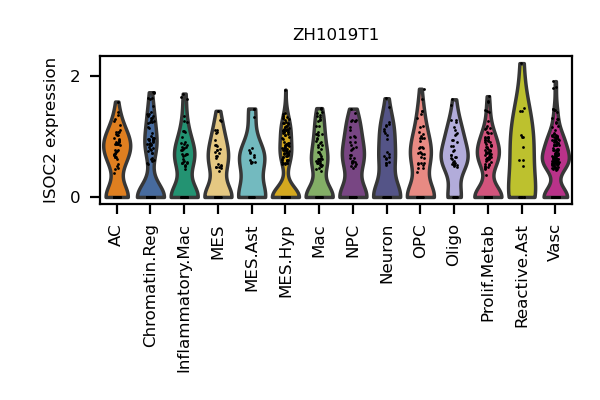 ZH1019T1
ISOC2 expression
2
0
AC
Chromatin.Reg
Inflammatory.Mac
MES
MES.Ast
MES.Hyp
Mac
NPC
Neuron
OPC
Oligo
Prolif.Metab
Reactive.Ast
Vasc